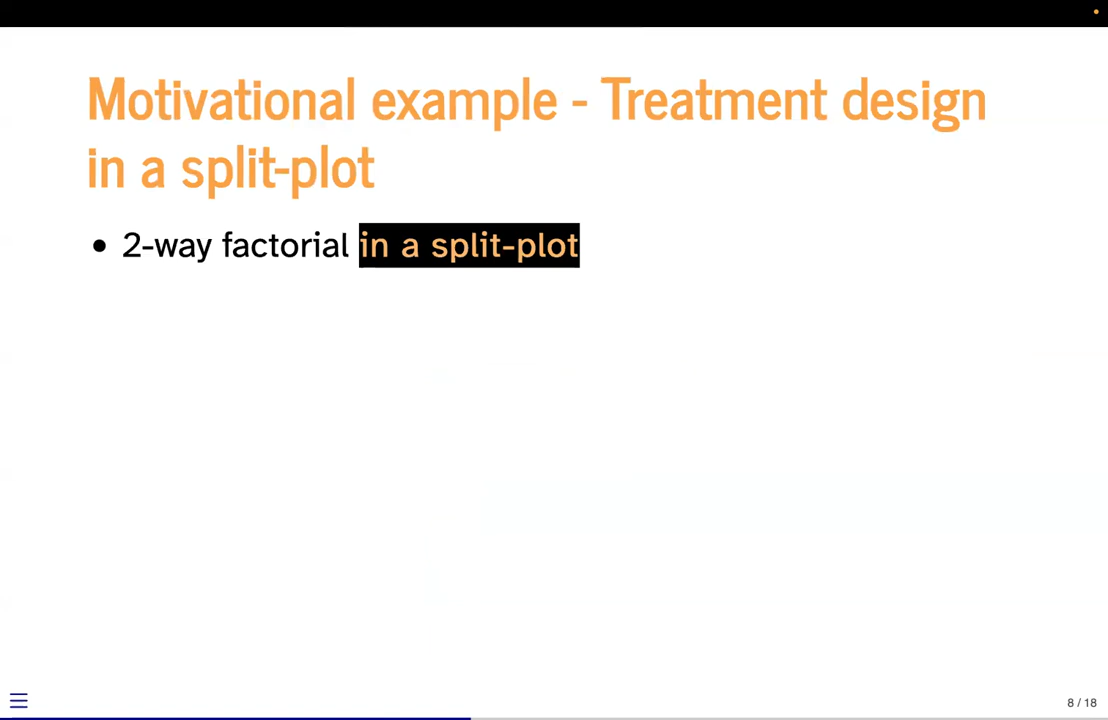 Motivational example - Treatment design
in a split-plot
• 2-way factorial in a split-plot
8 / 18